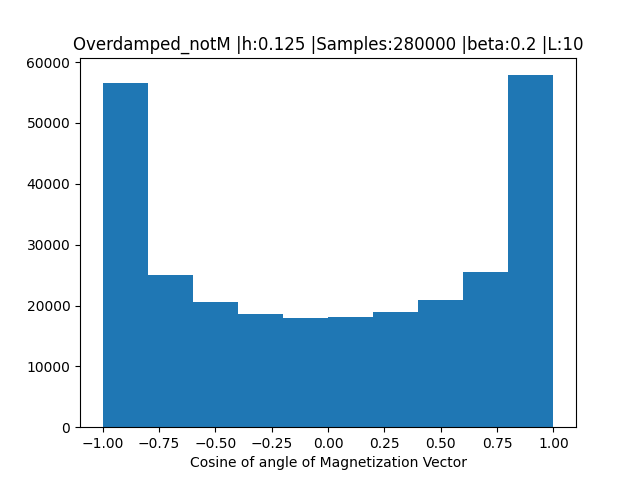 Overdamped_notM |h:0.125 |Samples:280000 |beta:0.2 |L:10
60000
50000
40000
30000
20000
10000
0
−1.00 −0.75 −0.50 −0.25 0.00 0.25 0.50 0.75 1.00
Cosine of angle of Magnetization Vector